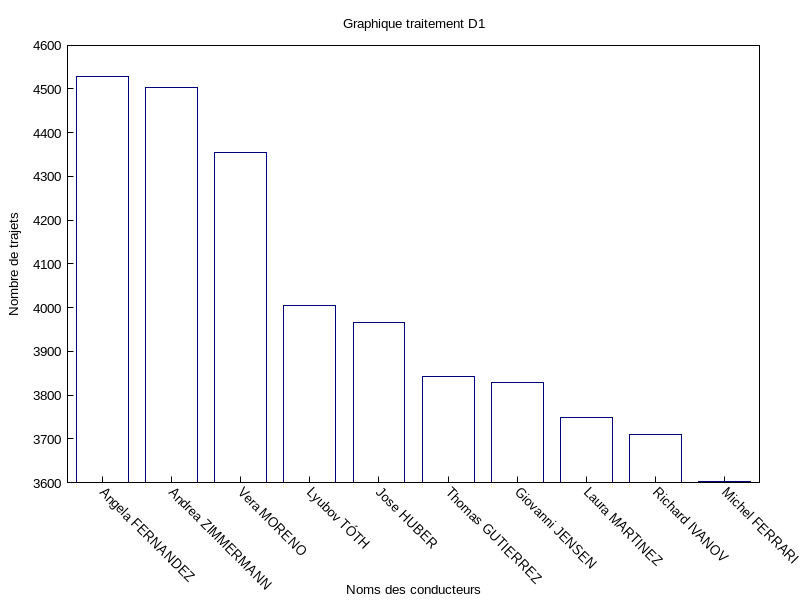 Graphique traitement D1
4600
4500
4400
4300
4200
4100
4000
3900
3800
3700
3600
Nombre de trajets
Angela FERNANDEZ
Andrea ZIMMERMANN
Vera MORENO
Lyubov TÓTH
Jose HUBER
Thomas GUTIERREZ
Giovanni JENSEN
Laura MARTINEZ
Richard IVANOV
Michel FERRARI
Noms des conducteurs